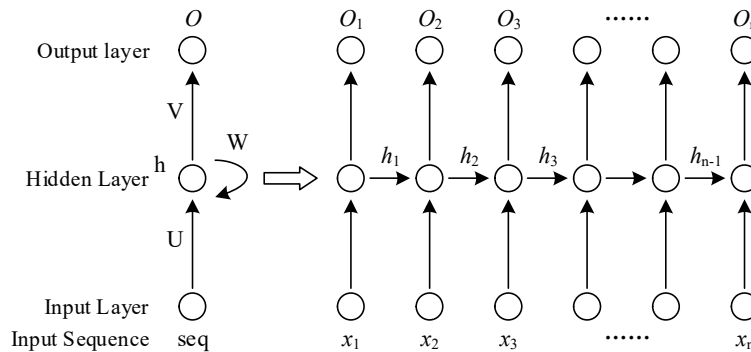 O O₁ O₂ O₃ ...... Oₙ
Output layer
V
W
h h₁ h₂ h₃ hₙ₋₁
Hidden Layer
U
Input Layer
Input Sequence seq x₁ x₂ x₃ ...... xₙ